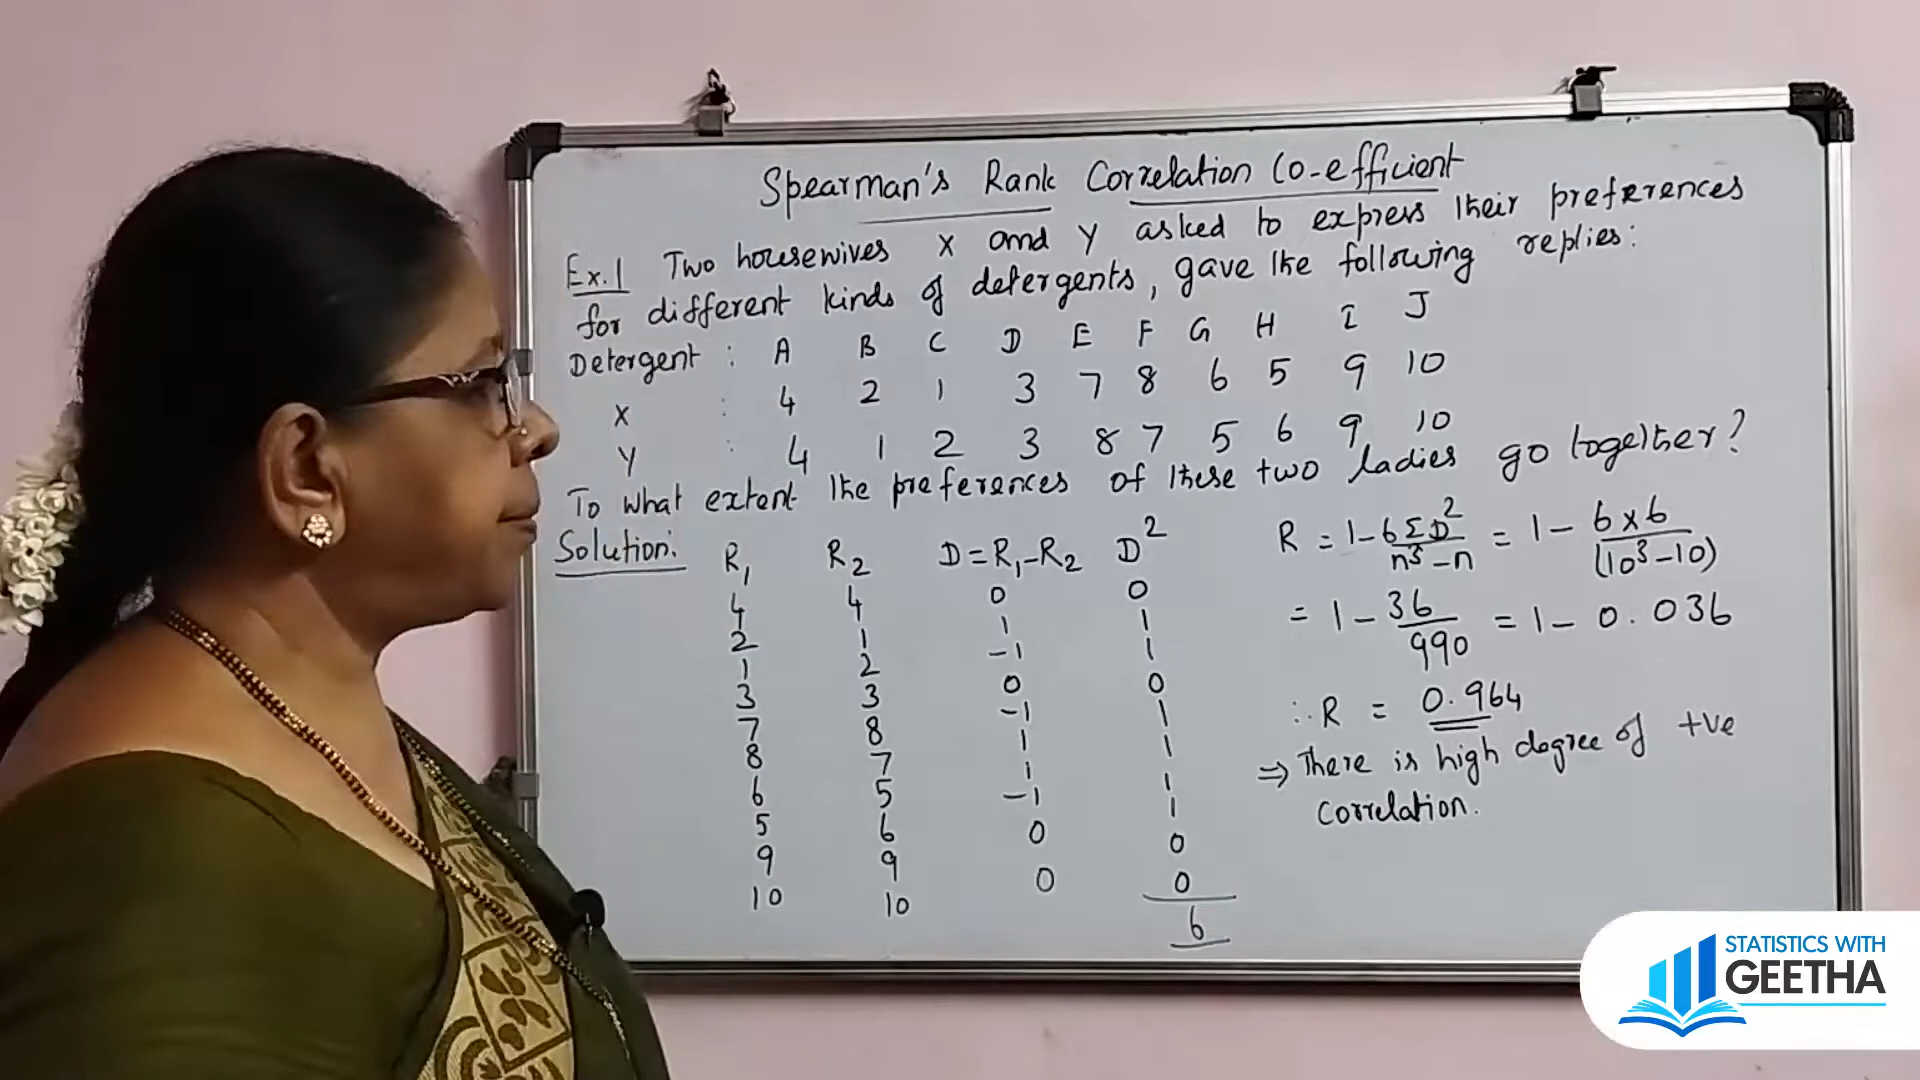 Spearman's Rank Correlation Co-efficient
Ex.1 Two housewives X and Y asked to express their preferences
for different kinds of detergents, gave the following replies:
Detergent : A B C D E F G H I J
X : 4 2 1 3 7 8 6 5 9 10
Y : 4 1 2 3 8 7 5 6 9 10
To what extent the preferences of these two ladies go together?
Solution:
R₁ R₂ D=R₁-R₂ D²
4 4 0 0
2 1 1 1
1 2 -1 1
3 3 0 0
7 8 -1 1
8 7 1 1
6 5 1 1
5 6 -1 1
9 9 0 0
10 10 0 0
6
R = 1 - 6ΣD² / n³-n = 1 - 6x6 / (10³-10)
= 1 - 36 / 990 = 1 - 0.036
∴ R = 0.964
⇒ There is high degree of +ve
correlation.
STATISTICS WITH
GEETHA